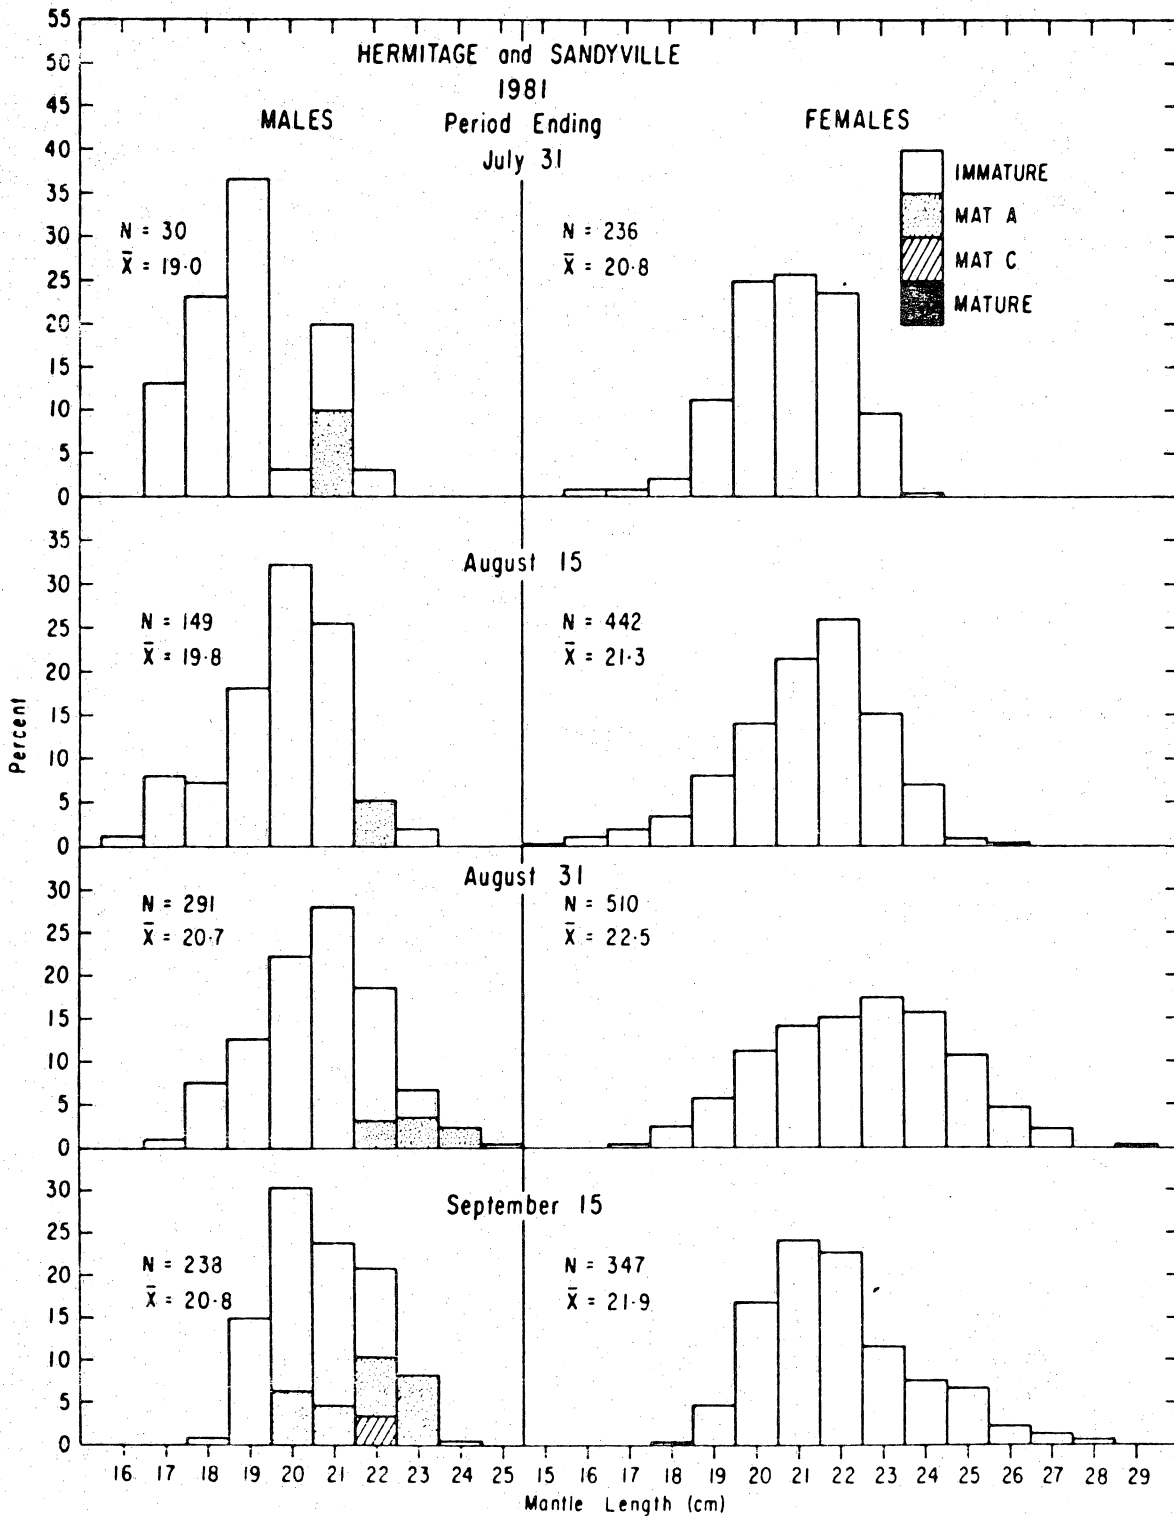 HERMITAGE and SANDYVILLE
1981
MALES
Period Ending
FEMALES
July 31
IMMATURE
MAT A
MAT C
MATURE
N = 30
X̄ = 19·0
N = 236
X̄ = 20·8
55
50
45
40
35
30
25
20
15
10
5
0
August 15
N = 149
X̄ = 19·8
N = 442
X̄ = 21·3
35
30
25
20
15
10
5
0
Percent
August 31
N = 291
X̄ = 20·7
N = 510
X̄ = 22·5
30
25
20
15
10
5
0
September 15
N = 238
X̄ = 20·8
N = 347
X̄ = 21·9
30
25
20
15
10
5
0
16 17 18 19 20 21 22 23 24 25 15 16 17 18 19 20 21 22 23 24 25 26 27 28 29
Mantle Length (cm)